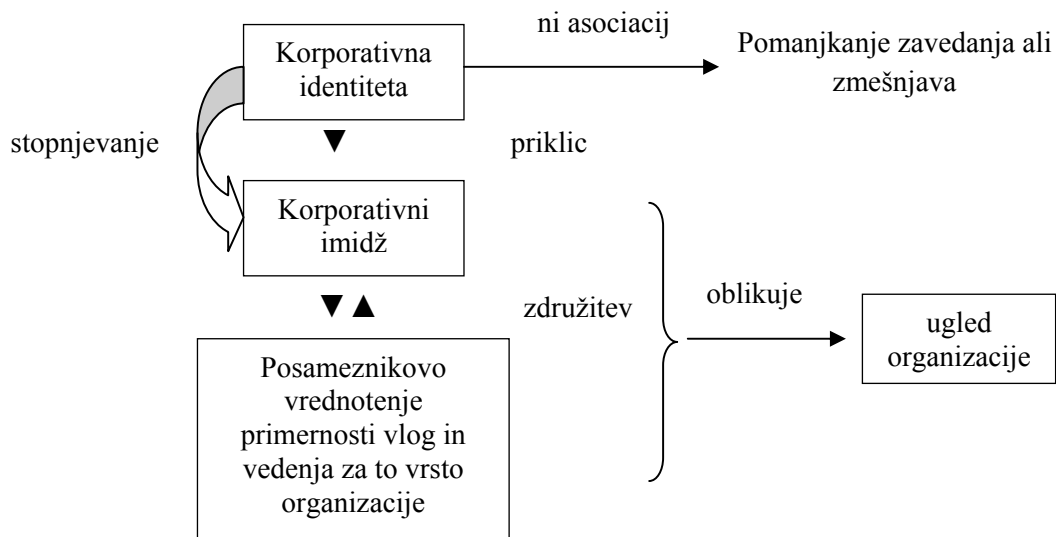 ni asociacij
Korporativna
identiteta
Pomanjkanje zavedanja ali
zmešnjava
stopnjevanje
priklic
Korporativni
imidž
združitev
oblikuje
ugled
organizacije
Posameznikovo
vrednotenje
primernosti vlog in
vedenja za to vrsto
organizacije